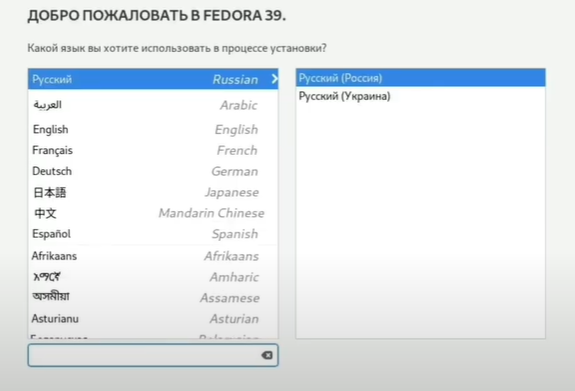 ДОБРО ПОЖАЛОВАТЬ В FEDORA 39.
Какой язык вы хотите использовать в процессе установки?
Русский Russian
العربية Arabic
English English
Français French
Deutsch German
日本語 Japanese
中文 Mandarin Chinese
Español Spanish
Afrikaans Afrikaans
አማርኛ Amharic
অসমীয়া Assamese
Asturianu Asturian
Беларуская Belarusian
Русский (Россия)
Русский (Украина)